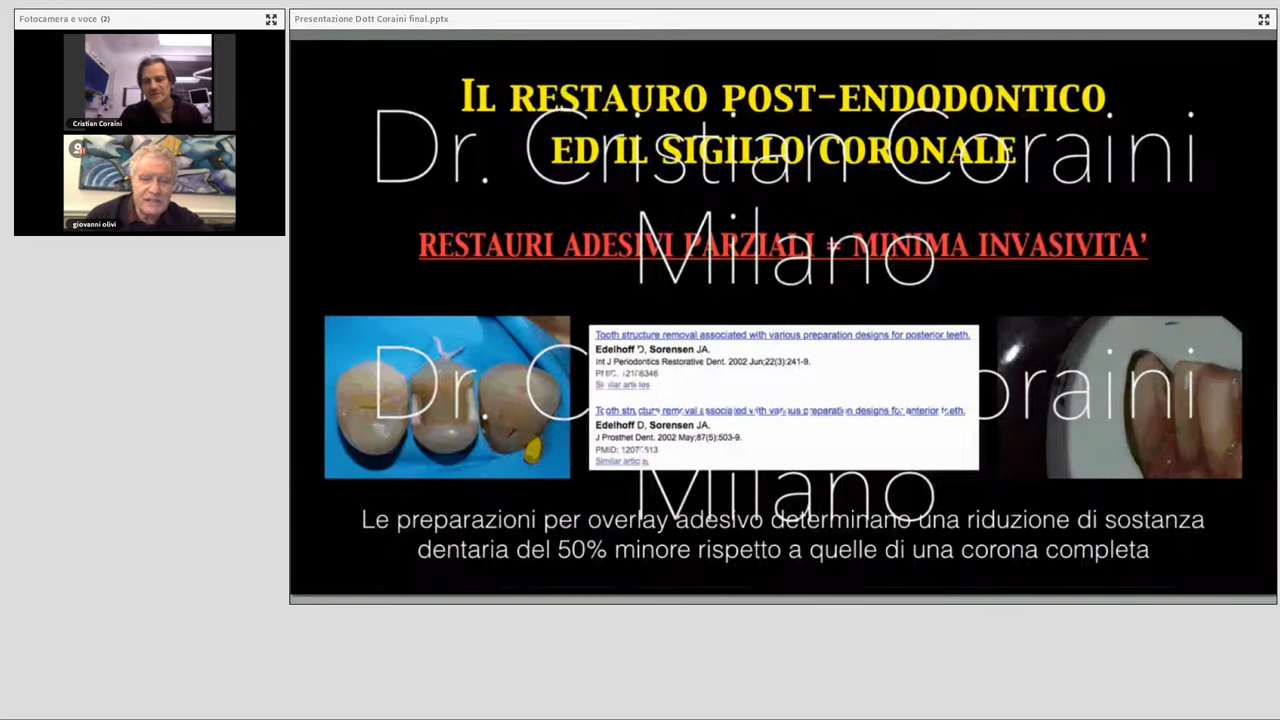 Fotocamera e voce (2)
Cristian Coraini
giovanni olivi
Presentazione Dott Coraini final.pptx
IL RESTAURO POST-ENDODONTICO
ED IL SIGILLO CORONALE
Dr. Cristian Coraini
Milano
RESTAURI ADESIVI PARZIALI = MINIMA INVASIVITA'
Tooth structure removal associated with various preparation designs for posterior teeth.
Edelhoff D, Sorensen JA.
Int J Periodontics Restorative Dent. 2002 Jun;22(3):241-9.
PMID:
Similar articles
Tooth structure removal associated with various preparation designs for anterior teeth.
Edelhoff D, Sorensen JA.
J Prosthet Dent. 2002 May;87(5):503-9.
PMID:
Similar articles
Dr. C oraini
Milano
Le preparazioni per overlay adesivo determinano una riduzione di sostanza
dentaria del 50% minore rispetto a quelle di una corona completa